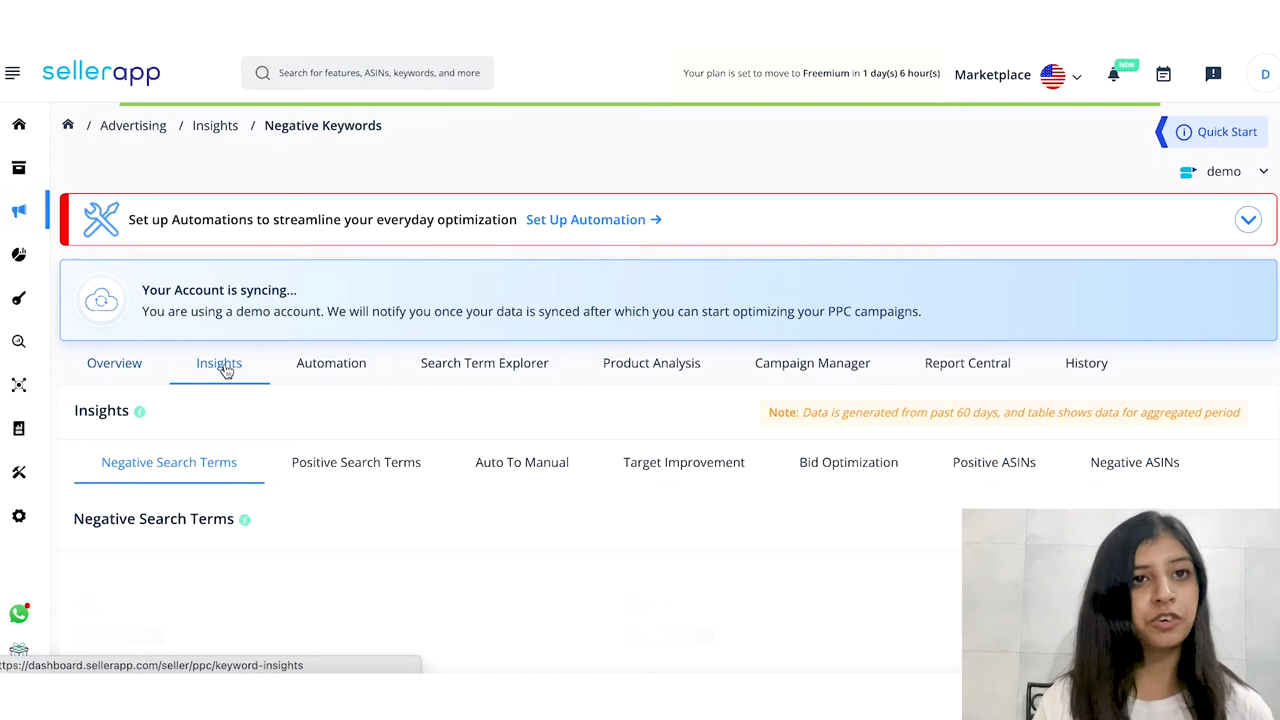 sellerapp
Search for features, ASINs, keywords, and more
Your plan is set to move to Freemium in 1 day(s) 6 hour(s)
Marketplace
NEW
D
/ Advertising / Insights / Negative Keywords
Quick Start
demo
Set up Automations to streamline your everyday optimization Set Up Automation →
Your Account is syncing...
You are using a demo account. We will notify you once your data is synced after which you can start optimizing your PPC campaigns.
Overview Insights Automation Search Term Explorer Product Analysis Campaign Manager Report Central History
Insights
Note: Data is generated from past 60 days, and table shows data for aggregated period
Negative Search Terms Positive Search Terms Auto To Manual Target Improvement Bid Optimization Positive ASINs Negative ASINs
Negative Search Terms
ttps://dashboard.sellerapp.com/seller/ppc/keyword-insights